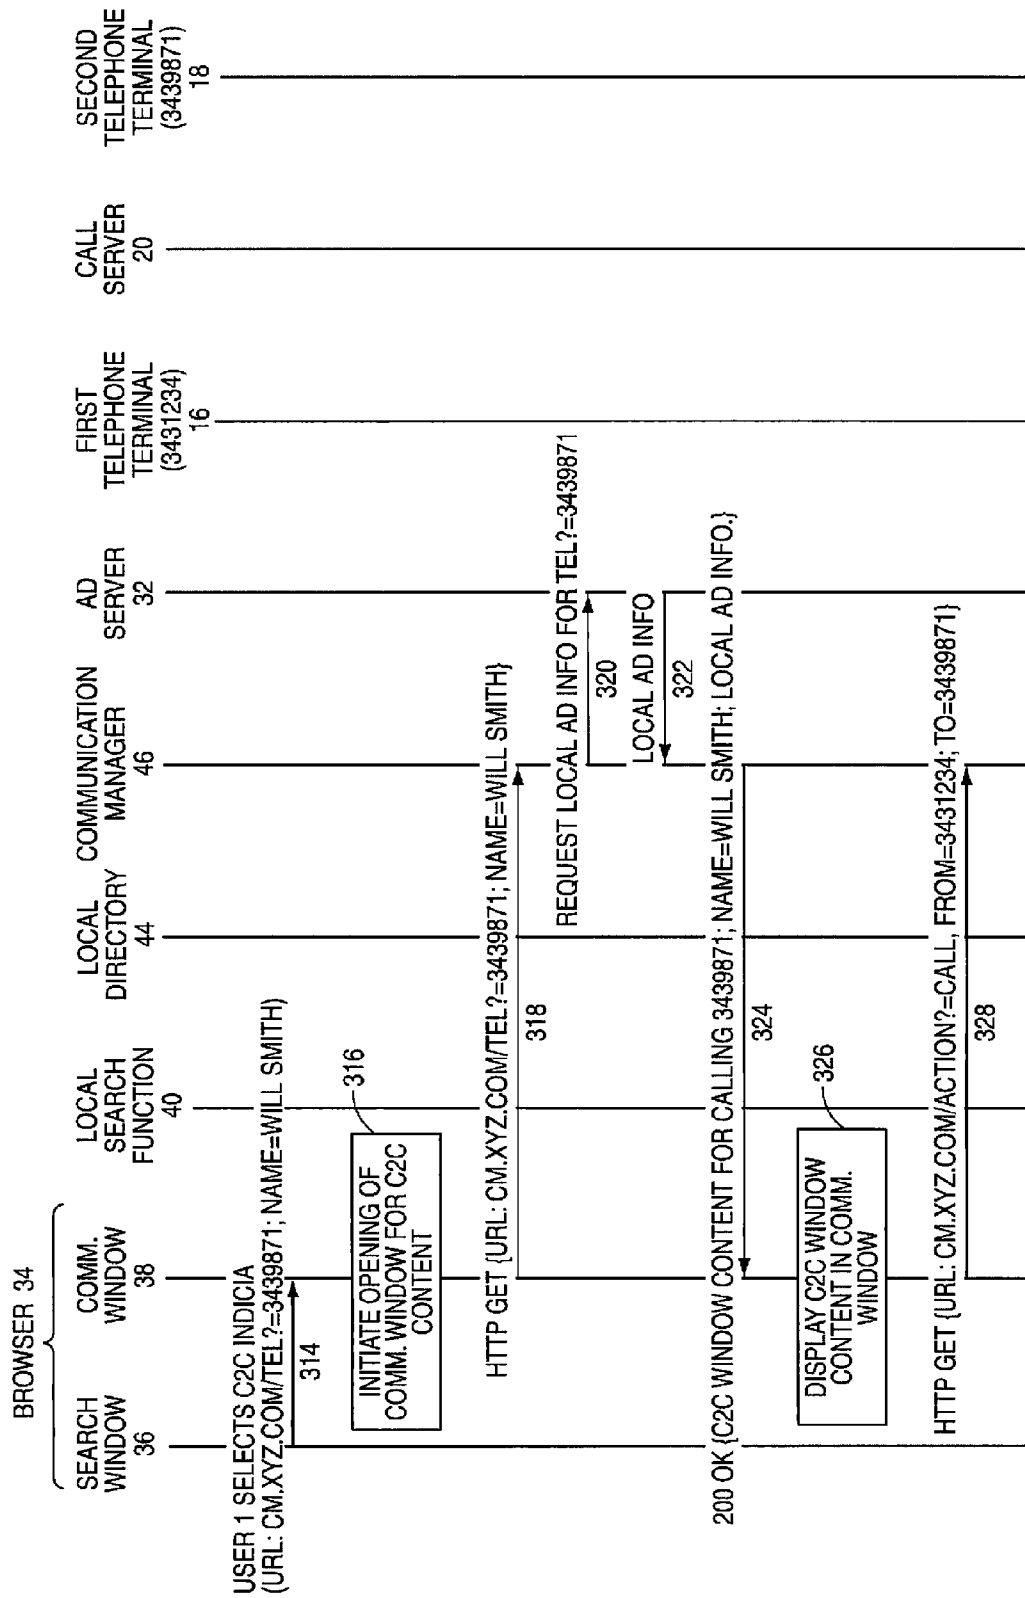 BROWSER 34
SEARCH
WINDOW
36
COMM.
WINDOW
38
LOCAL
SEARCH
FUNCTION
40
LOCAL
DIRECTORY
44
COMMUNICATION
MANAGER
46
AD
SERVER
32
FIRST
TELEPHONE
TERMINAL
(3431234)
16
CALL
SERVER
20
SECOND
TELEPHONE
TERMINAL
(3439871)
18
USER 1 SELECTS C2C INDICIA
(URL: CM.XYZ.COM/TEL?=3439871; NAME=WILL SMITH)
314
INITIATE OPENING OF
COMM. WINDOW FOR C2C
CONTENT
316
HTTP GET {URL: CM.XYZ.COM/TEL?=3439871; NAME=WILL SMITH}
318
REQUEST LOCAL AD INFO FOR TEL?=3439871
320
LOCAL AD INFO
322
200 OK {C2C WINDOW CONTENT FOR CALLING 3439871; NAME=WILL SMITH; LOCAL AD INFO.}
324
DISPLAY C2C WINDOW
CONTENT IN COMM.
WINDOW
326
HTTP GET {URL: CM.XYZ.COM/ACTION?=CALL, FROM=3431234; TO=3439871}
328